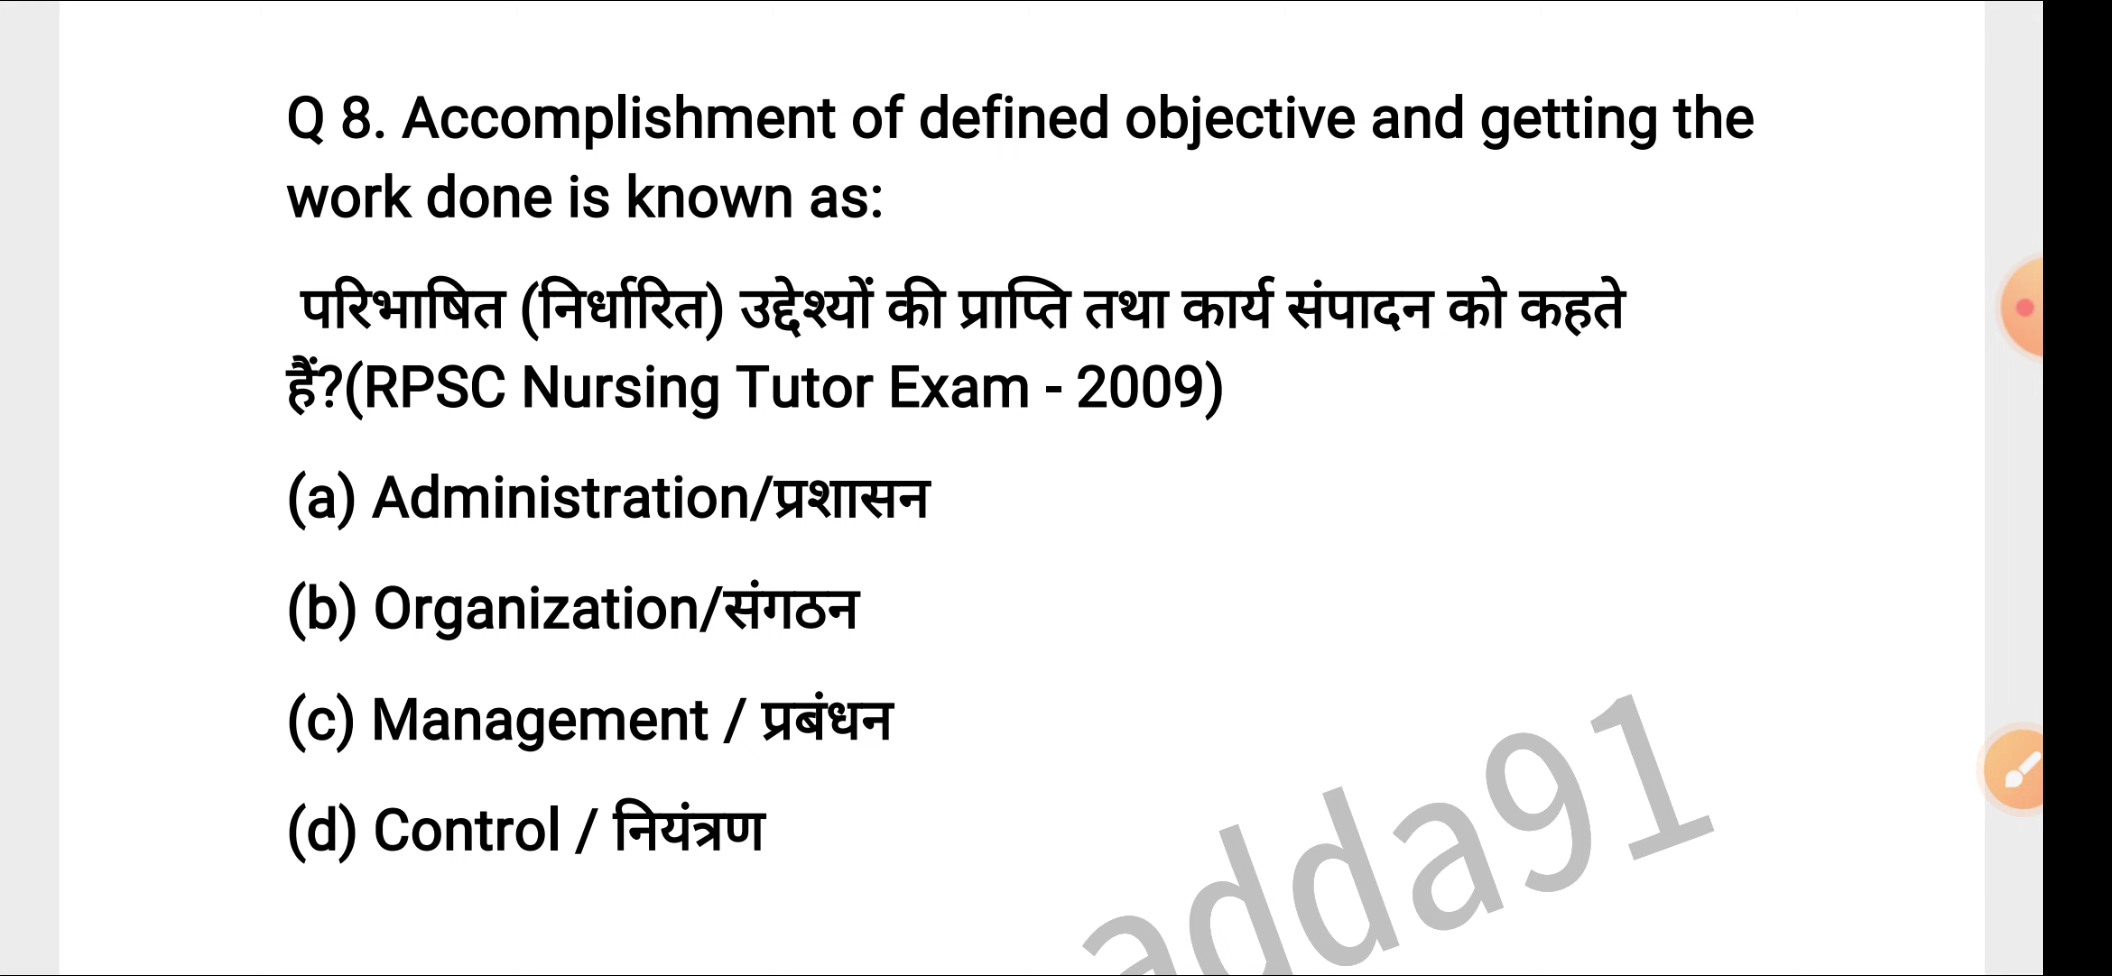 Q 8. Accomplishment of defined objective and getting the
work done is known as:
परिभाषित (निर्धारित) उद्देश्यों की प्राप्ति तथा कार्य संपादन को कहते
हैं?(RPSC Nursing Tutor Exam - 2009)
(a) Administration/प्रशासन
(b) Organization/संगठन
(c) Management / प्रबंधन
(d) Control / नियंत्रण
adda91